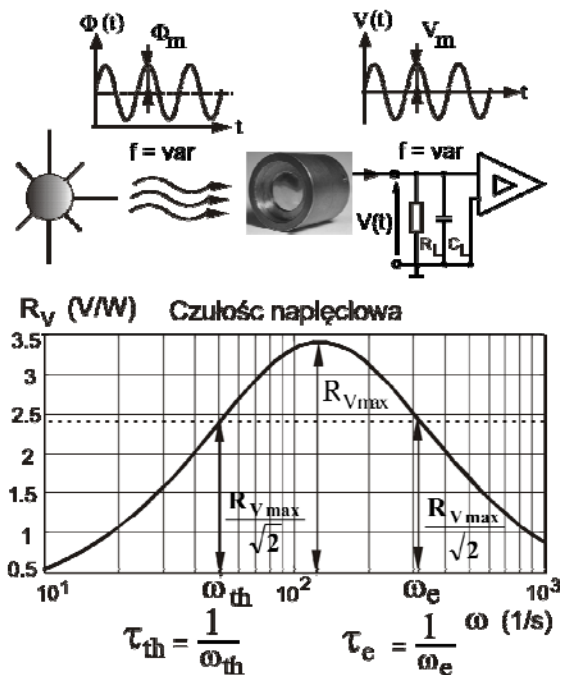 Φ(t) Φm V(t) Vm
t t
f = var f = var
V(t) RL CL
RV (V/W) Czułośc napięciowa
3.5
3
2.5
2
1.5
1
0.5
RVmax
RVmax/√2 RVmax/√2
10¹ ωth 10² ωe 10³
ω (1/s)
τth = 1/ωth τe = 1/ωe